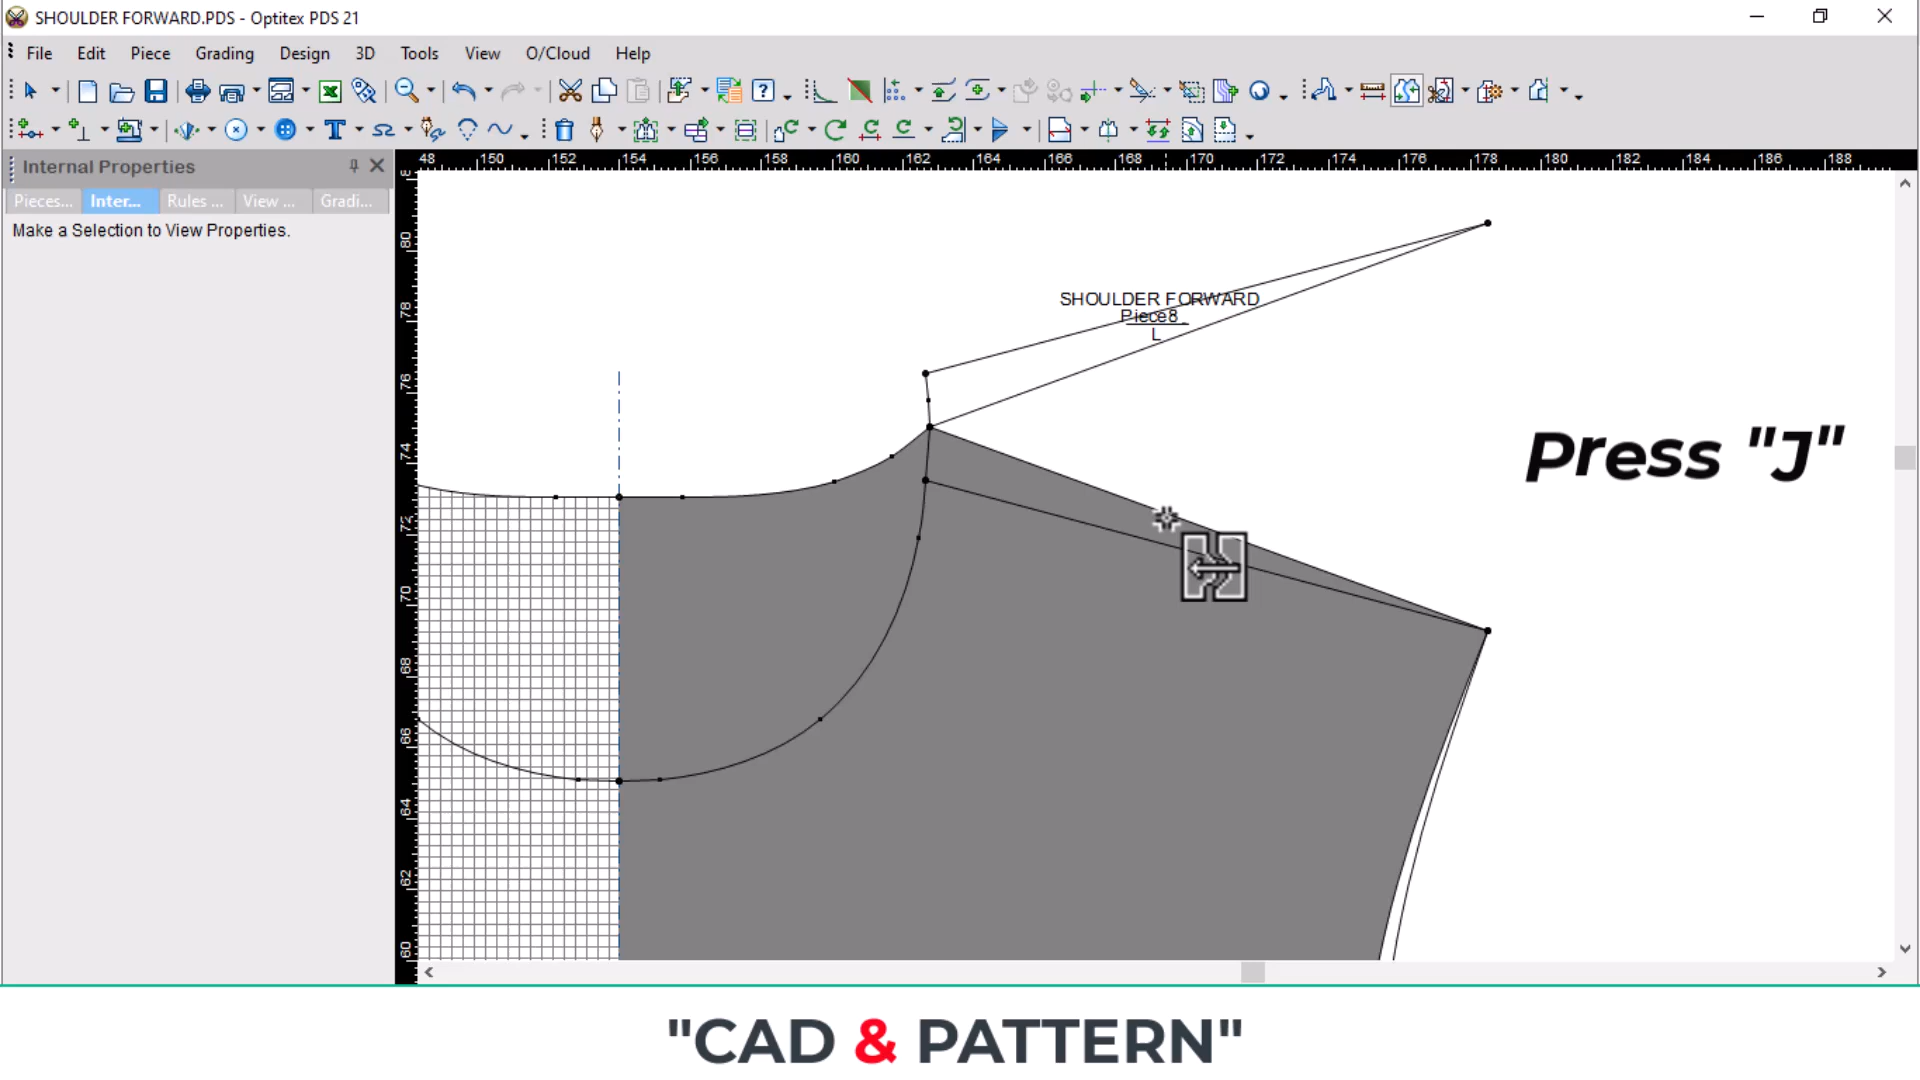 SHOULDER FORWARD.PDS - Optitex PDS 21
File Edit Piece Grading Design 3D Tools View O/Cloud Help
Internal Properties
Pieces... Inter... Rules ... View ... Gradi...
Make a Selection to View Properties.
48 150 152 154 156 158 160 162 164 166 168 170 172 174 176 178 180 182 184 186 188
8
80
78
76
74
72
70
68
66
64
62
60
SHOULDER FORWARD
Piece8
L
Press "J"
"CAD & PATTERN"